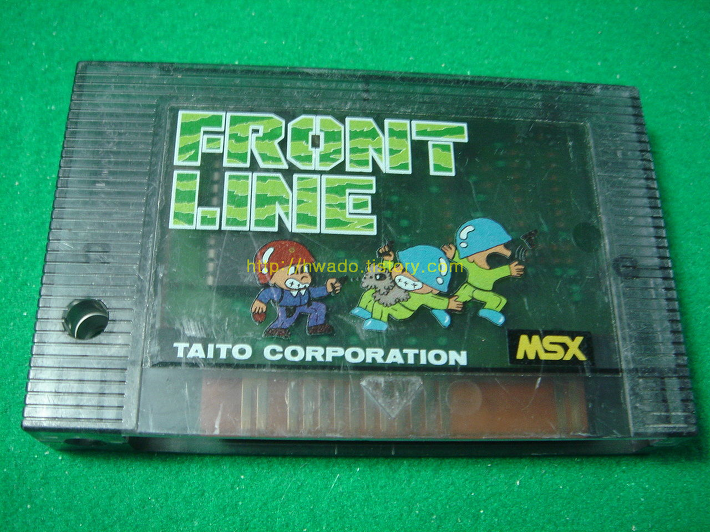 FRONT
LINE
http://hwado.tistory.com
TAITO CORPORATION
MSX